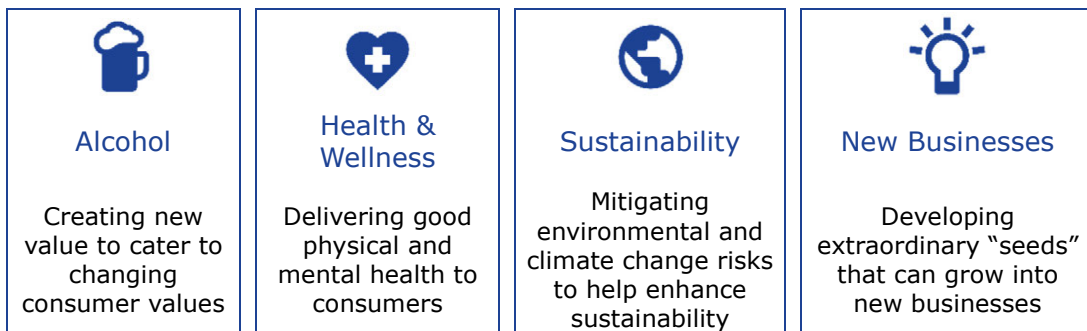 Alcohol
Creating new
value to cater to
changing
consumer values
Health &
Wellness
Delivering good
physical and
mental health to
consumers
Sustainability
Mitigating
environmental and
climate change risks
to help enhance
sustainability
New Businesses
Developing
extraordinary “seeds”
that can grow into
new businesses